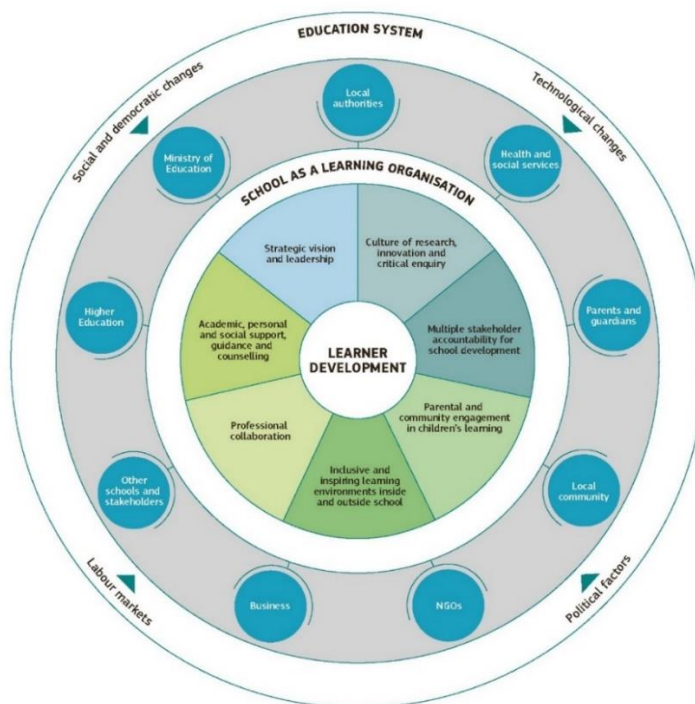 EDUCATION SYSTEM
Social and democratic changes
Technological changes
Local
authorities
Ministry of
Education
Health and
social services
SCHOOL AS A LEARNING ORGANISATION
Strategic vision
and leadership
Culture of research,
innovation and
critical enquiry
Higher
Education
Parents and
guardians
Academic, personal
and social support,
guidance and
counselling
Multiple stakeholder
accountability for
school development
LEARNER
DEVELOPMENT
Professional
collaboration
Parental and
community engagement
in children's learning
Inclusive and
inspiring learning
environments inside
and outside school
Other
schools and
stakeholders
Local
community
Business
NGOs
Labour markets
Political factors